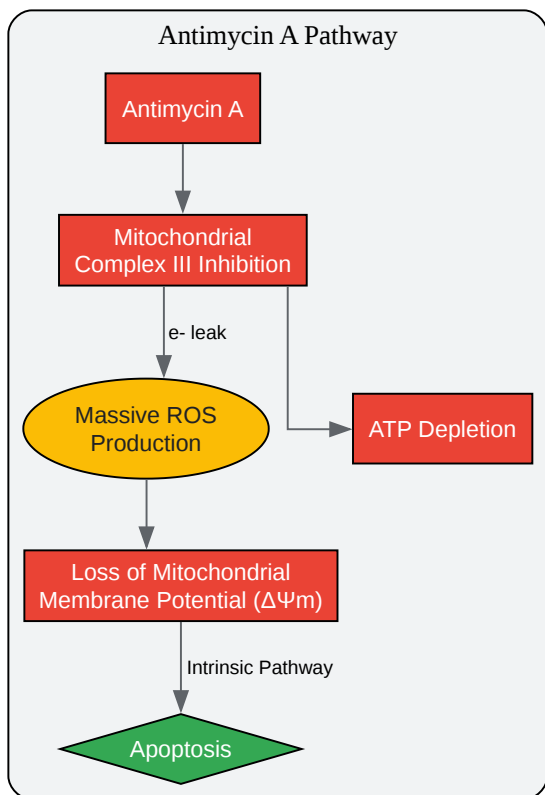 Antimycin A Pathway
Antimycin A
Mitochondrial
Complex III Inhibition
e- leak
Massive ROS
Production
ATP Depletion
Loss of Mitochondrial
Membrane Potential (ΔΨm)
Intrinsic Pathway
Apoptosis